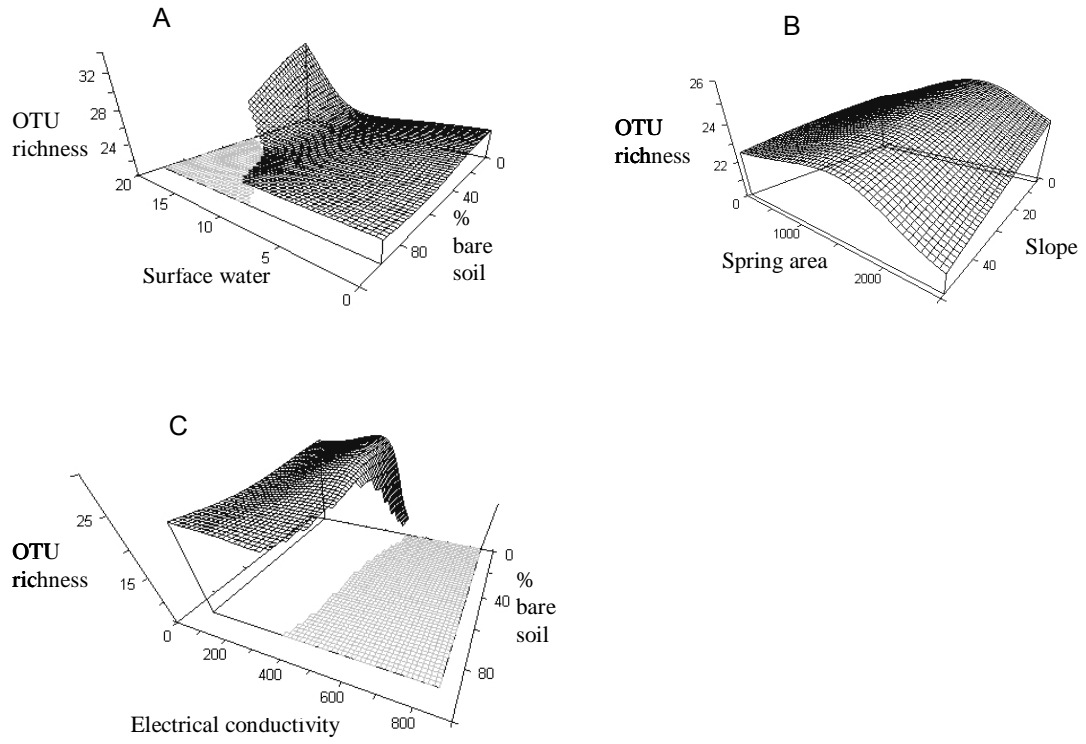 A
32
28
24
OTU
richness
20
15
10
5
0
Surface water
0
40
80
%
bare
soil
B
26
24
22
OTU
richness
0
1000
2000
Spring area
0
20
40
Slope
C
25
15
OTU
richness
0
200
400
600
800
Electrical conductivity
0
40
80
%
bare
soil